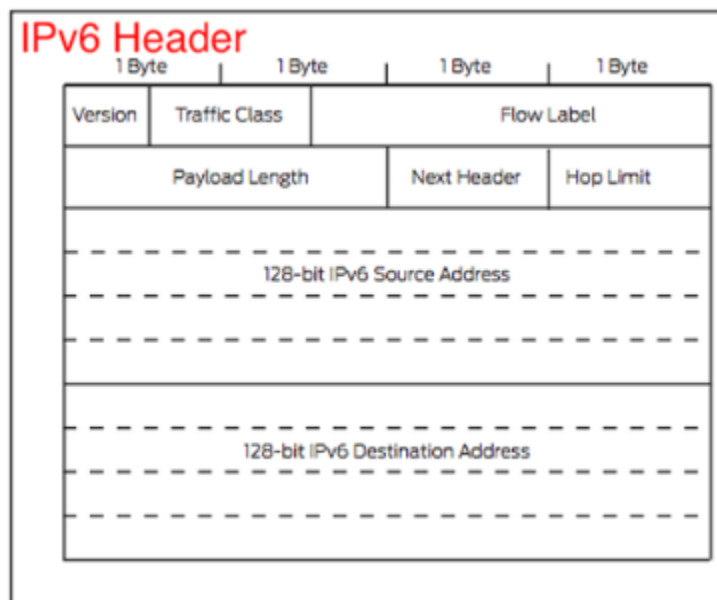 IPv6 Header
1 Byte 1 Byte 1 Byte 1 Byte
Version Traffic Class Flow Label
Payload Length Next Header Hop Limit
128-bit IPv6 Source Address
128-bit IPv6 Destination Address